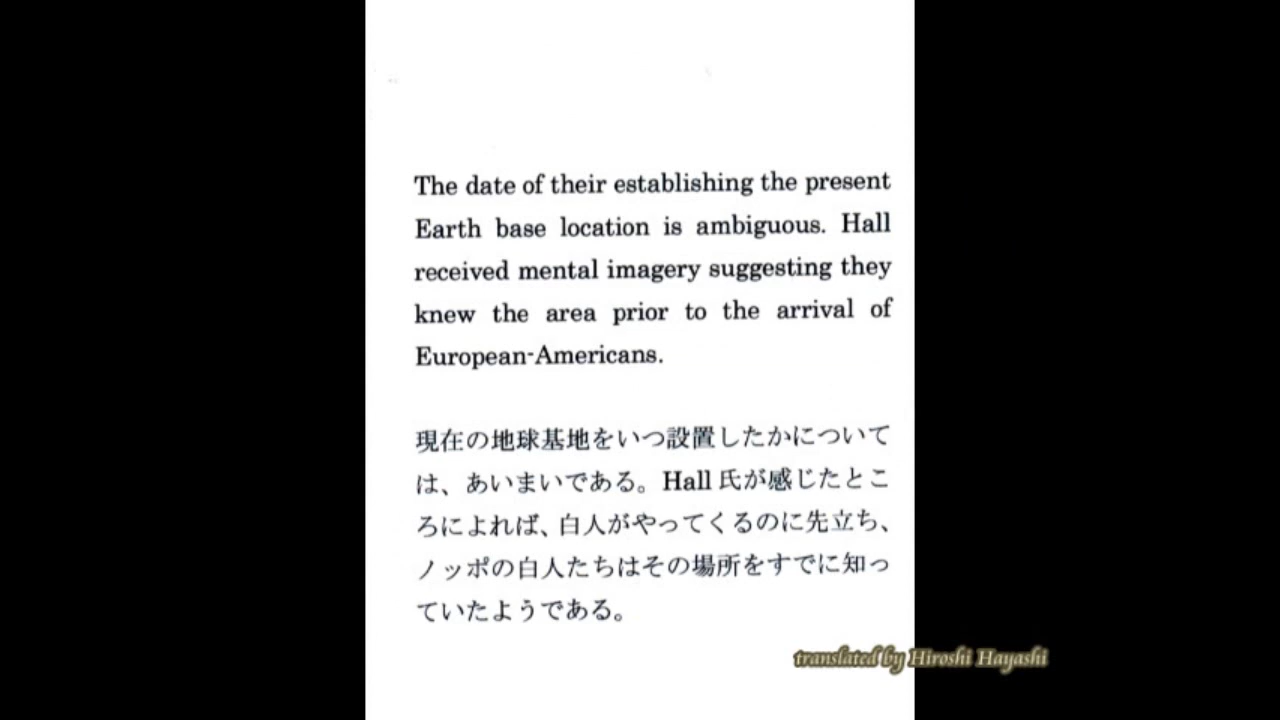 The date of their establishing the present
Earth base location is ambiguous. Hall
received mental imagery suggesting they
knew the area prior to the arrival of
European-Americans.
現在の地球基地をいつ設置したかについて
は、あいまいである。Hall 氏が感じたとこ
ろによれば、白人がやってくるのに先立ち、
ノッポの白人たちはその場所をすでに知っ
ていたようである。
translated by Hiroshi Hayashi